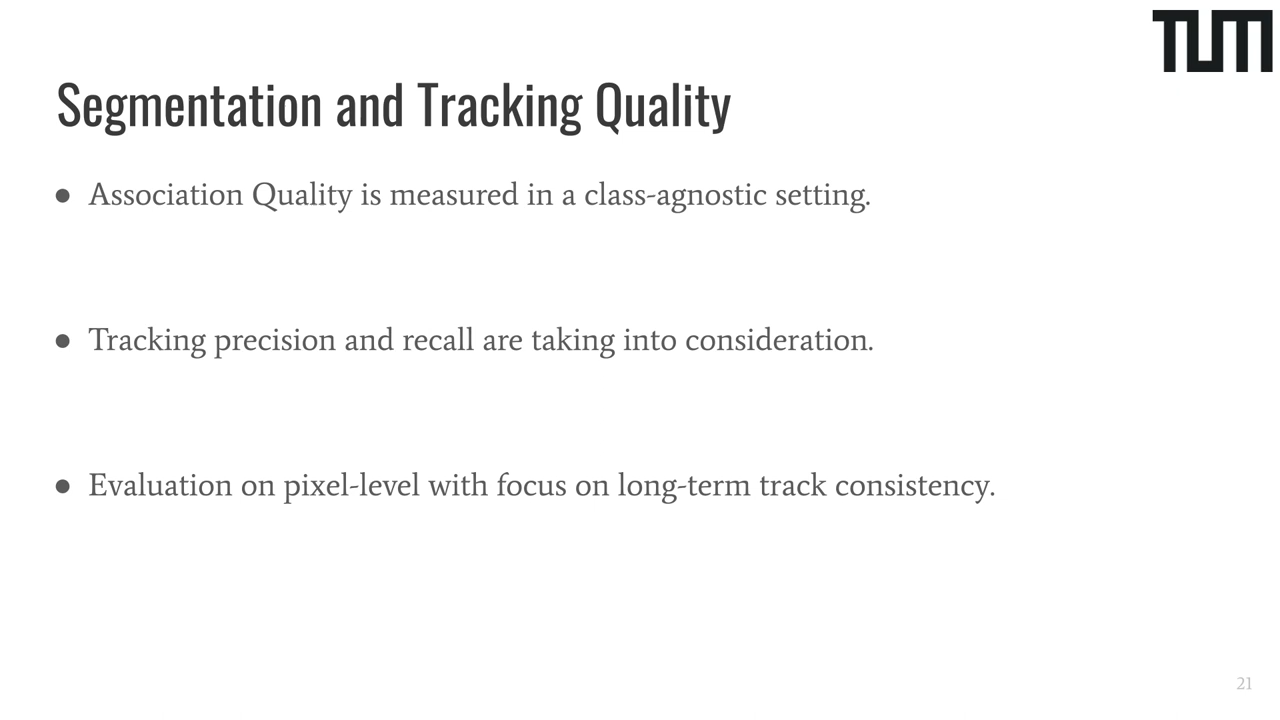 TUM
Segmentation and Tracking Quality
● Association Quality is measured in a class-agnostic setting.
● Tracking precision and recall are taking into consideration.
● Evaluation on pixel-level with focus on long-term track consistency.
21